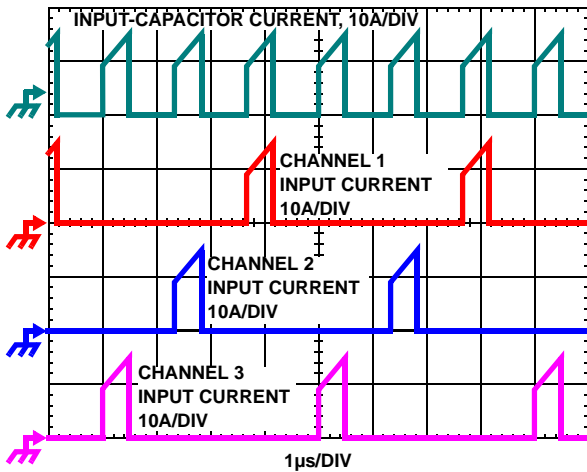 INPUT-CAPACITOR CURRENT, 10A/DIV
CHANNEL 1
INPUT CURRENT
10A/DIV
CHANNEL 2
INPUT CURRENT
10A/DIV
CHANNEL 3
INPUT CURRENT
10A/DIV
1μs/DIV